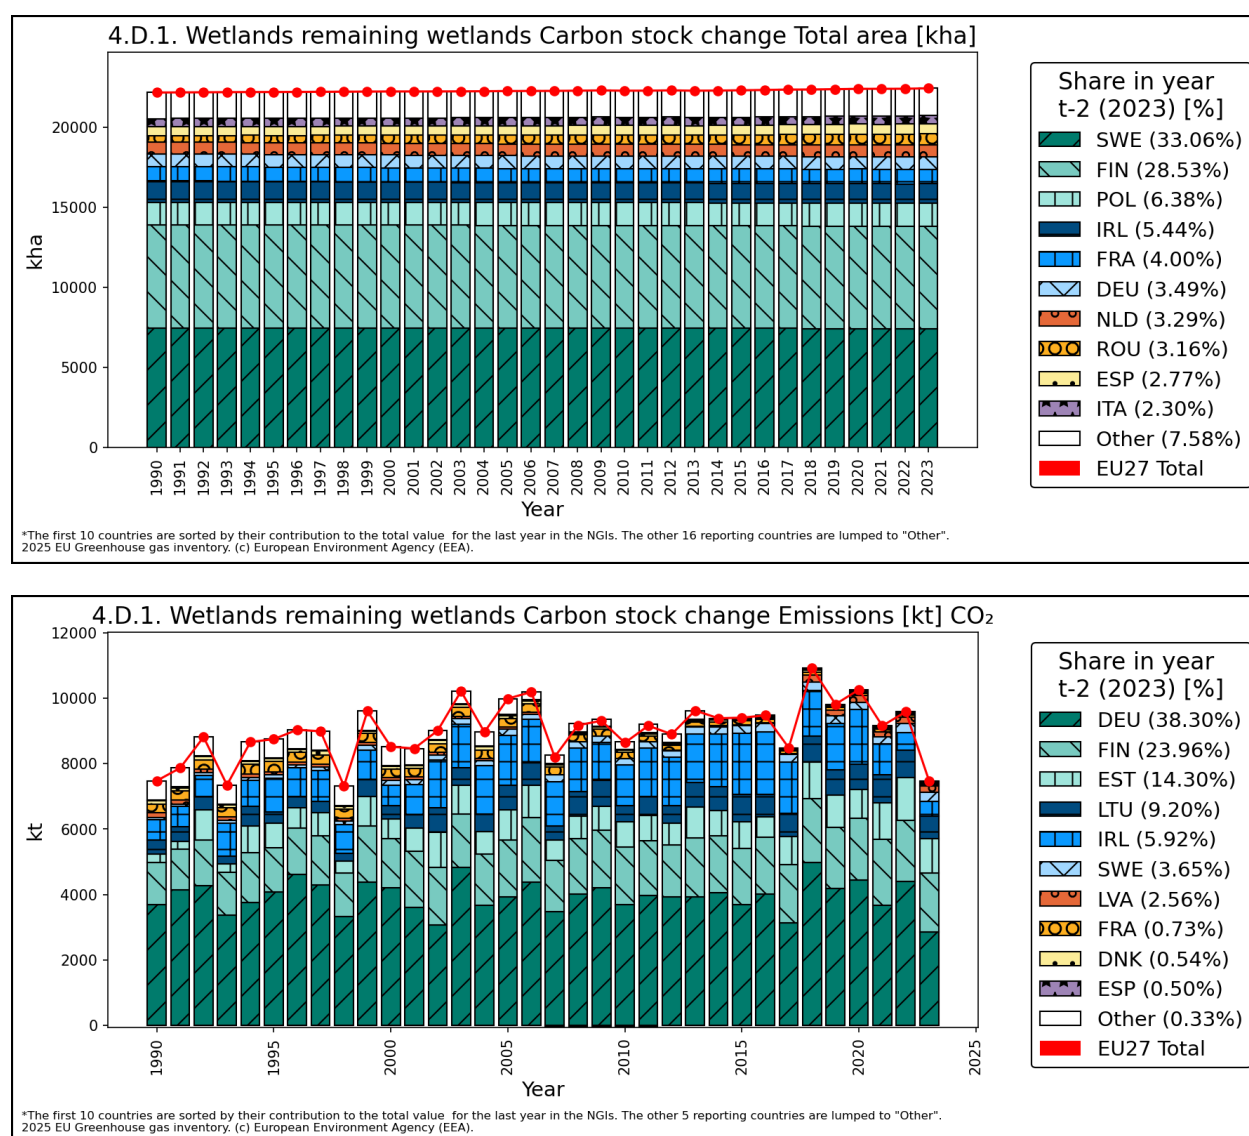 4.D.1. Wetlands remaining wetlands Carbon stock change Total area [kha]
kha
20000
15000
10000
5000
0
1990 1991 1992 1993 1994 1995 1996 1997 1998 1999 2000 2001 2002 2003 2004 2005 2006 2007 2008 2009 2010 2011 2012 2013 2014 2015 2016 2017 2018 2019 2020 2021 2022 2023
Year
Share in year
t-2 (2023) [%]
SWE (33.06%)
FIN (28.53%)
POL (6.38%)
IRL (5.44%)
FRA (4.00%)
DEU (3.49%)
NLD (3.29%)
ROU (3.16%)
ESP (2.77%)
ITA (2.30%)
Other (7.58%)
EU27 Total
*The first 10 countries are sorted by their contribution to the total value  for the last year in the NGIs. The other 16 reporting countries are lumped to "Other".
2025 EU Greenhouse gas inventory. (c) European Environment Agency (EEA).
4.D.1. Wetlands remaining wetlands Carbon stock change Emissions [kt] CO₂
kt
12000
10000
8000
6000
4000
2000
0
1990 1995 2000 2005 2010 2015 2020 2025
Year
Share in year
t-2 (2023) [%]
DEU (38.30%)
FIN (23.96%)
EST (14.30%)
LTU (9.20%)
IRL (5.92%)
SWE (3.65%)
LVA (2.56%)
FRA (0.73%)
DNK (0.54%)
ESP (0.50%)
Other (0.33%)
EU27 Total
*The first 10 countries are sorted by their contribution to the total value  for the last year in the NGIs. The other 5 reporting countries are lumped to "Other".
2025 EU Greenhouse gas inventory. (c) European Environment Agency (EEA).